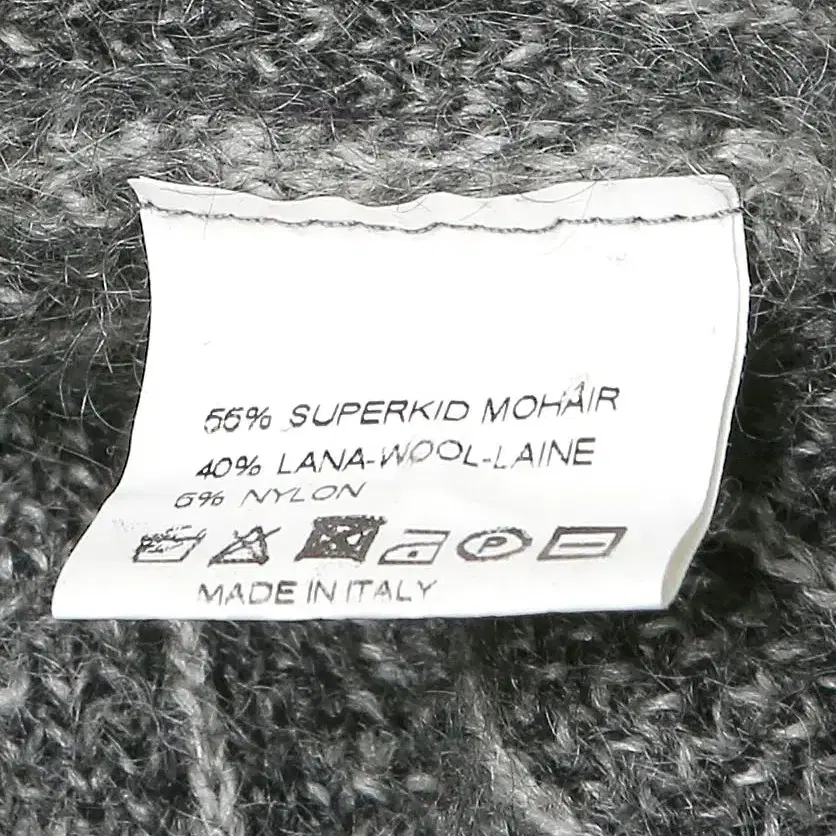 55% SUPERKID MOHAIR
40% LANA-WOOL-LAINE
5% NYLON
P
MADE IN ITALY